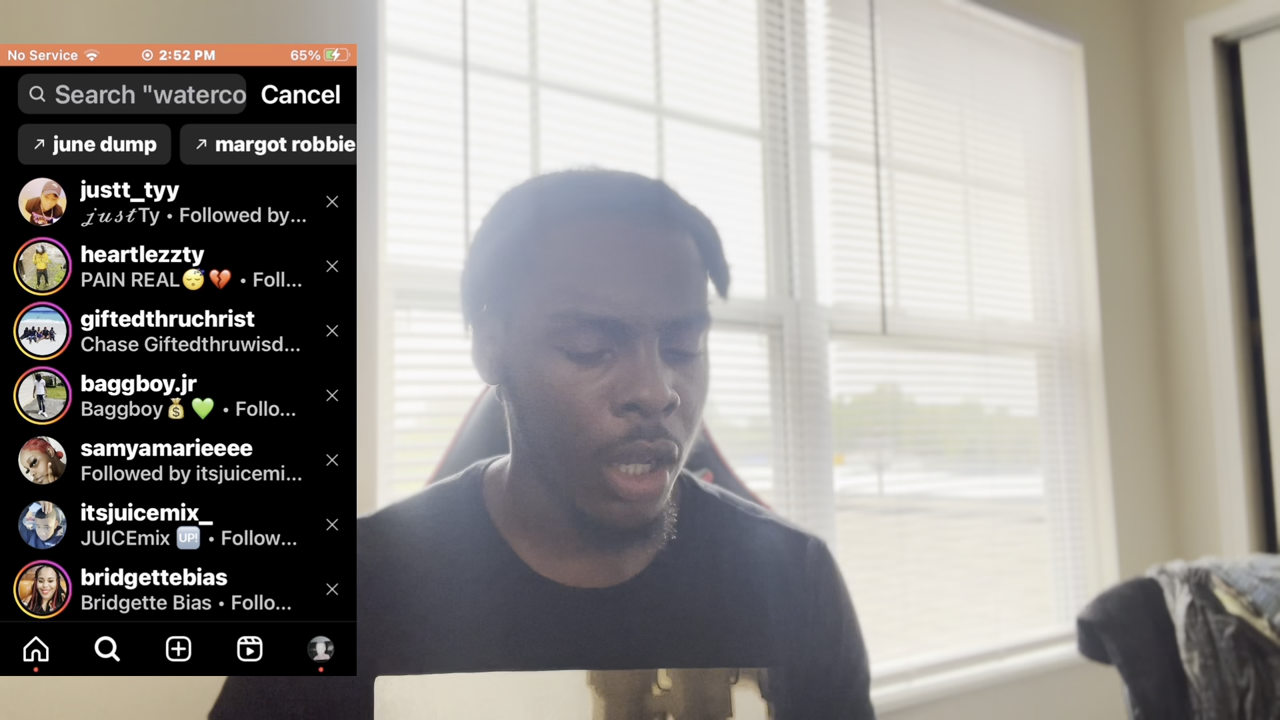 No Service 2:52 PM 65%
Search "waterco Cancel
june dump margot robbie
justt_tyy
𝓳𝓾𝓼𝓽Ty • Followed by...
heartlezzty
PAIN REAL😴💔 • Foll...
giftedthruchrist
Chase Giftedthruwisd...
baggboy.jr
Baggboy💰💚 • Follo...
samyamarieeee
Followed by itsjuicemi...
itsjuicemix_
JUICEmix 🆙 • Follow...
bridgettebias
Bridgette Bias • Follo...